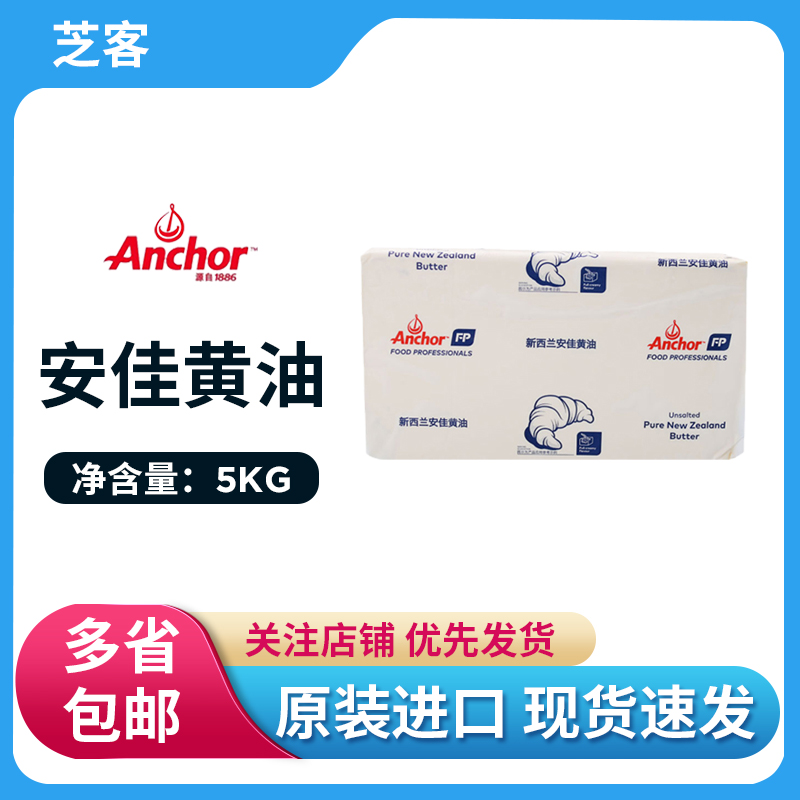 芝客
Anchor™
源自1886
安佳黄油
净含量：5KG
Pure New Zealand
Butter
新西兰安佳黄油
Anchor FP
FOOD PROFESSIONALS
新西兰安佳黄油
Anchor FP
FOOD PROFESSIONALS
新西兰安佳黄油
Unsalted
Pure New Zealand
Butter
多省
包邮
关注店铺 优先发货
原装进口 现货速发